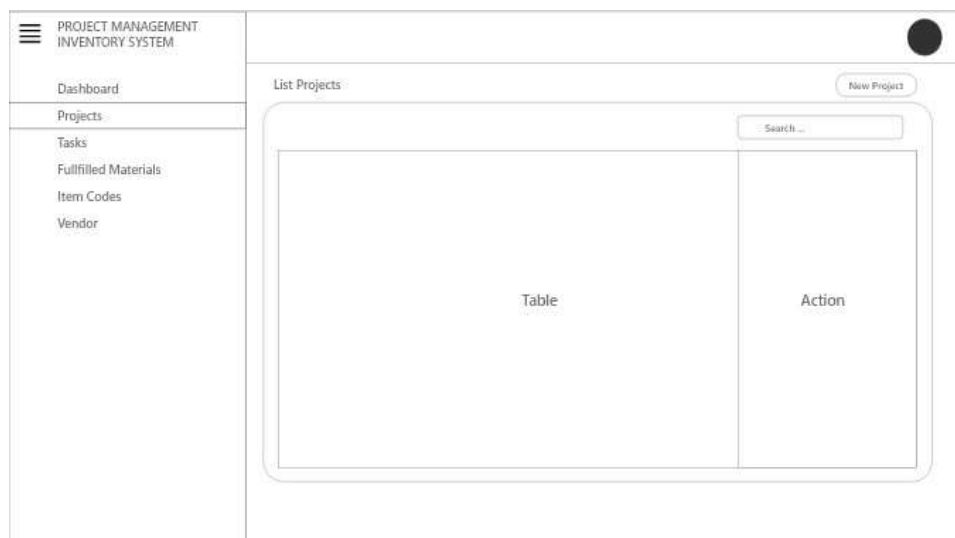 PROJECT MANAGEMENT
INVENTORY SYSTEM
Dashboard
Projects
Tasks
Fullfilled Materials
Item Codes
Vendor
List Projects
New Project
Search ...
Table
Action